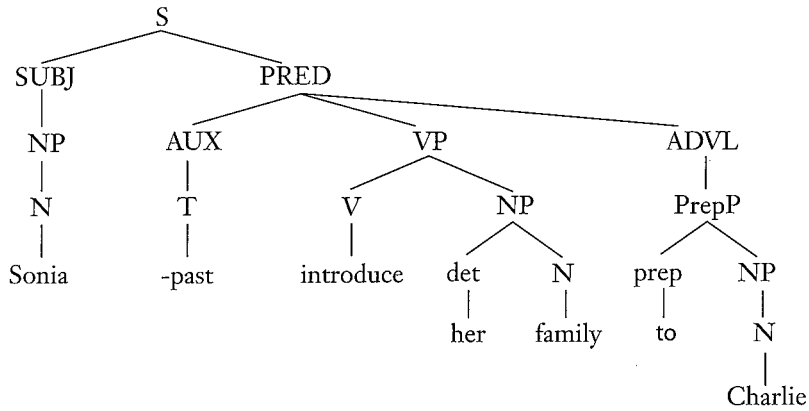 S
SUBJ PRED
NP AUX VP ADVL
N T V NP PrepP
Sonia -past introduce det N prep NP
her family to N
Charlie